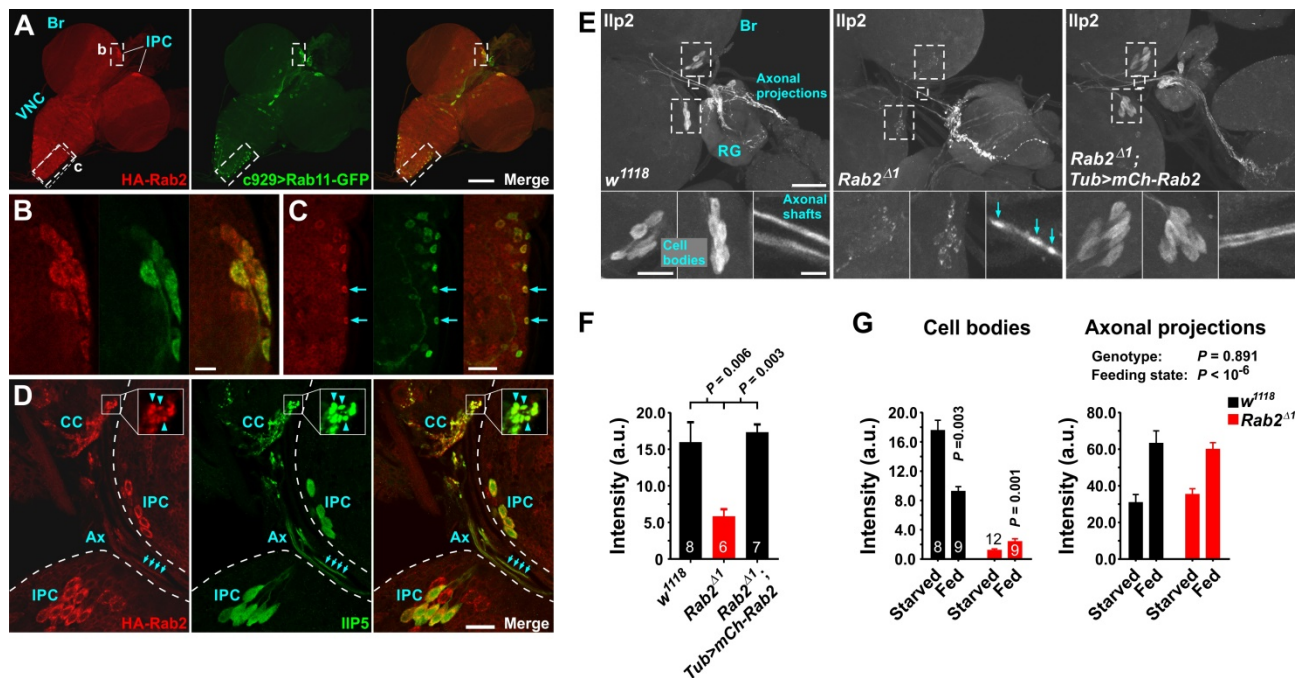 A
Br
b
IPC
VNC
c
HA-Rab2
c929>Rab11-GFP
Merge
B
C
D
CC
IPC
Ax
IPC
HA-Rab2
CC
IPC
Ax
IPC
IIP5
CC
IPC
Ax
IPC
Merge
E
Ilp2
Br
Axonal
projections
RG
w1118
Ilp2
Rab2Δ1
Ilp2
Rab2Δ1;
Tub>mCh-Rab2
Cell
bodies
Axonal
shafts
F
P = 0.006
P = 0.003
Intensity (a.u.)
20.0
15.0
10.0
5.0
0.0
8
6
7
w1118
Rab2Δ1
Rab2Δ1;
Tub>mCh-Rab2
G
Cell bodies
Intensity (a.u.)
20.0
16.0
12.0
8.0
4.0
0.0
P =0.003
P = 0.001
8
9
12
9
Starved
Fed
Starved
Fed
Axonal projections
Genotype: P = 0.891
Feeding state: P < 10-6
w1118
Rab2Δ1
Intensity (a.u.)
80.0
60.0
40.0
20.0
0.0
Starved
Fed
Starved
Fed